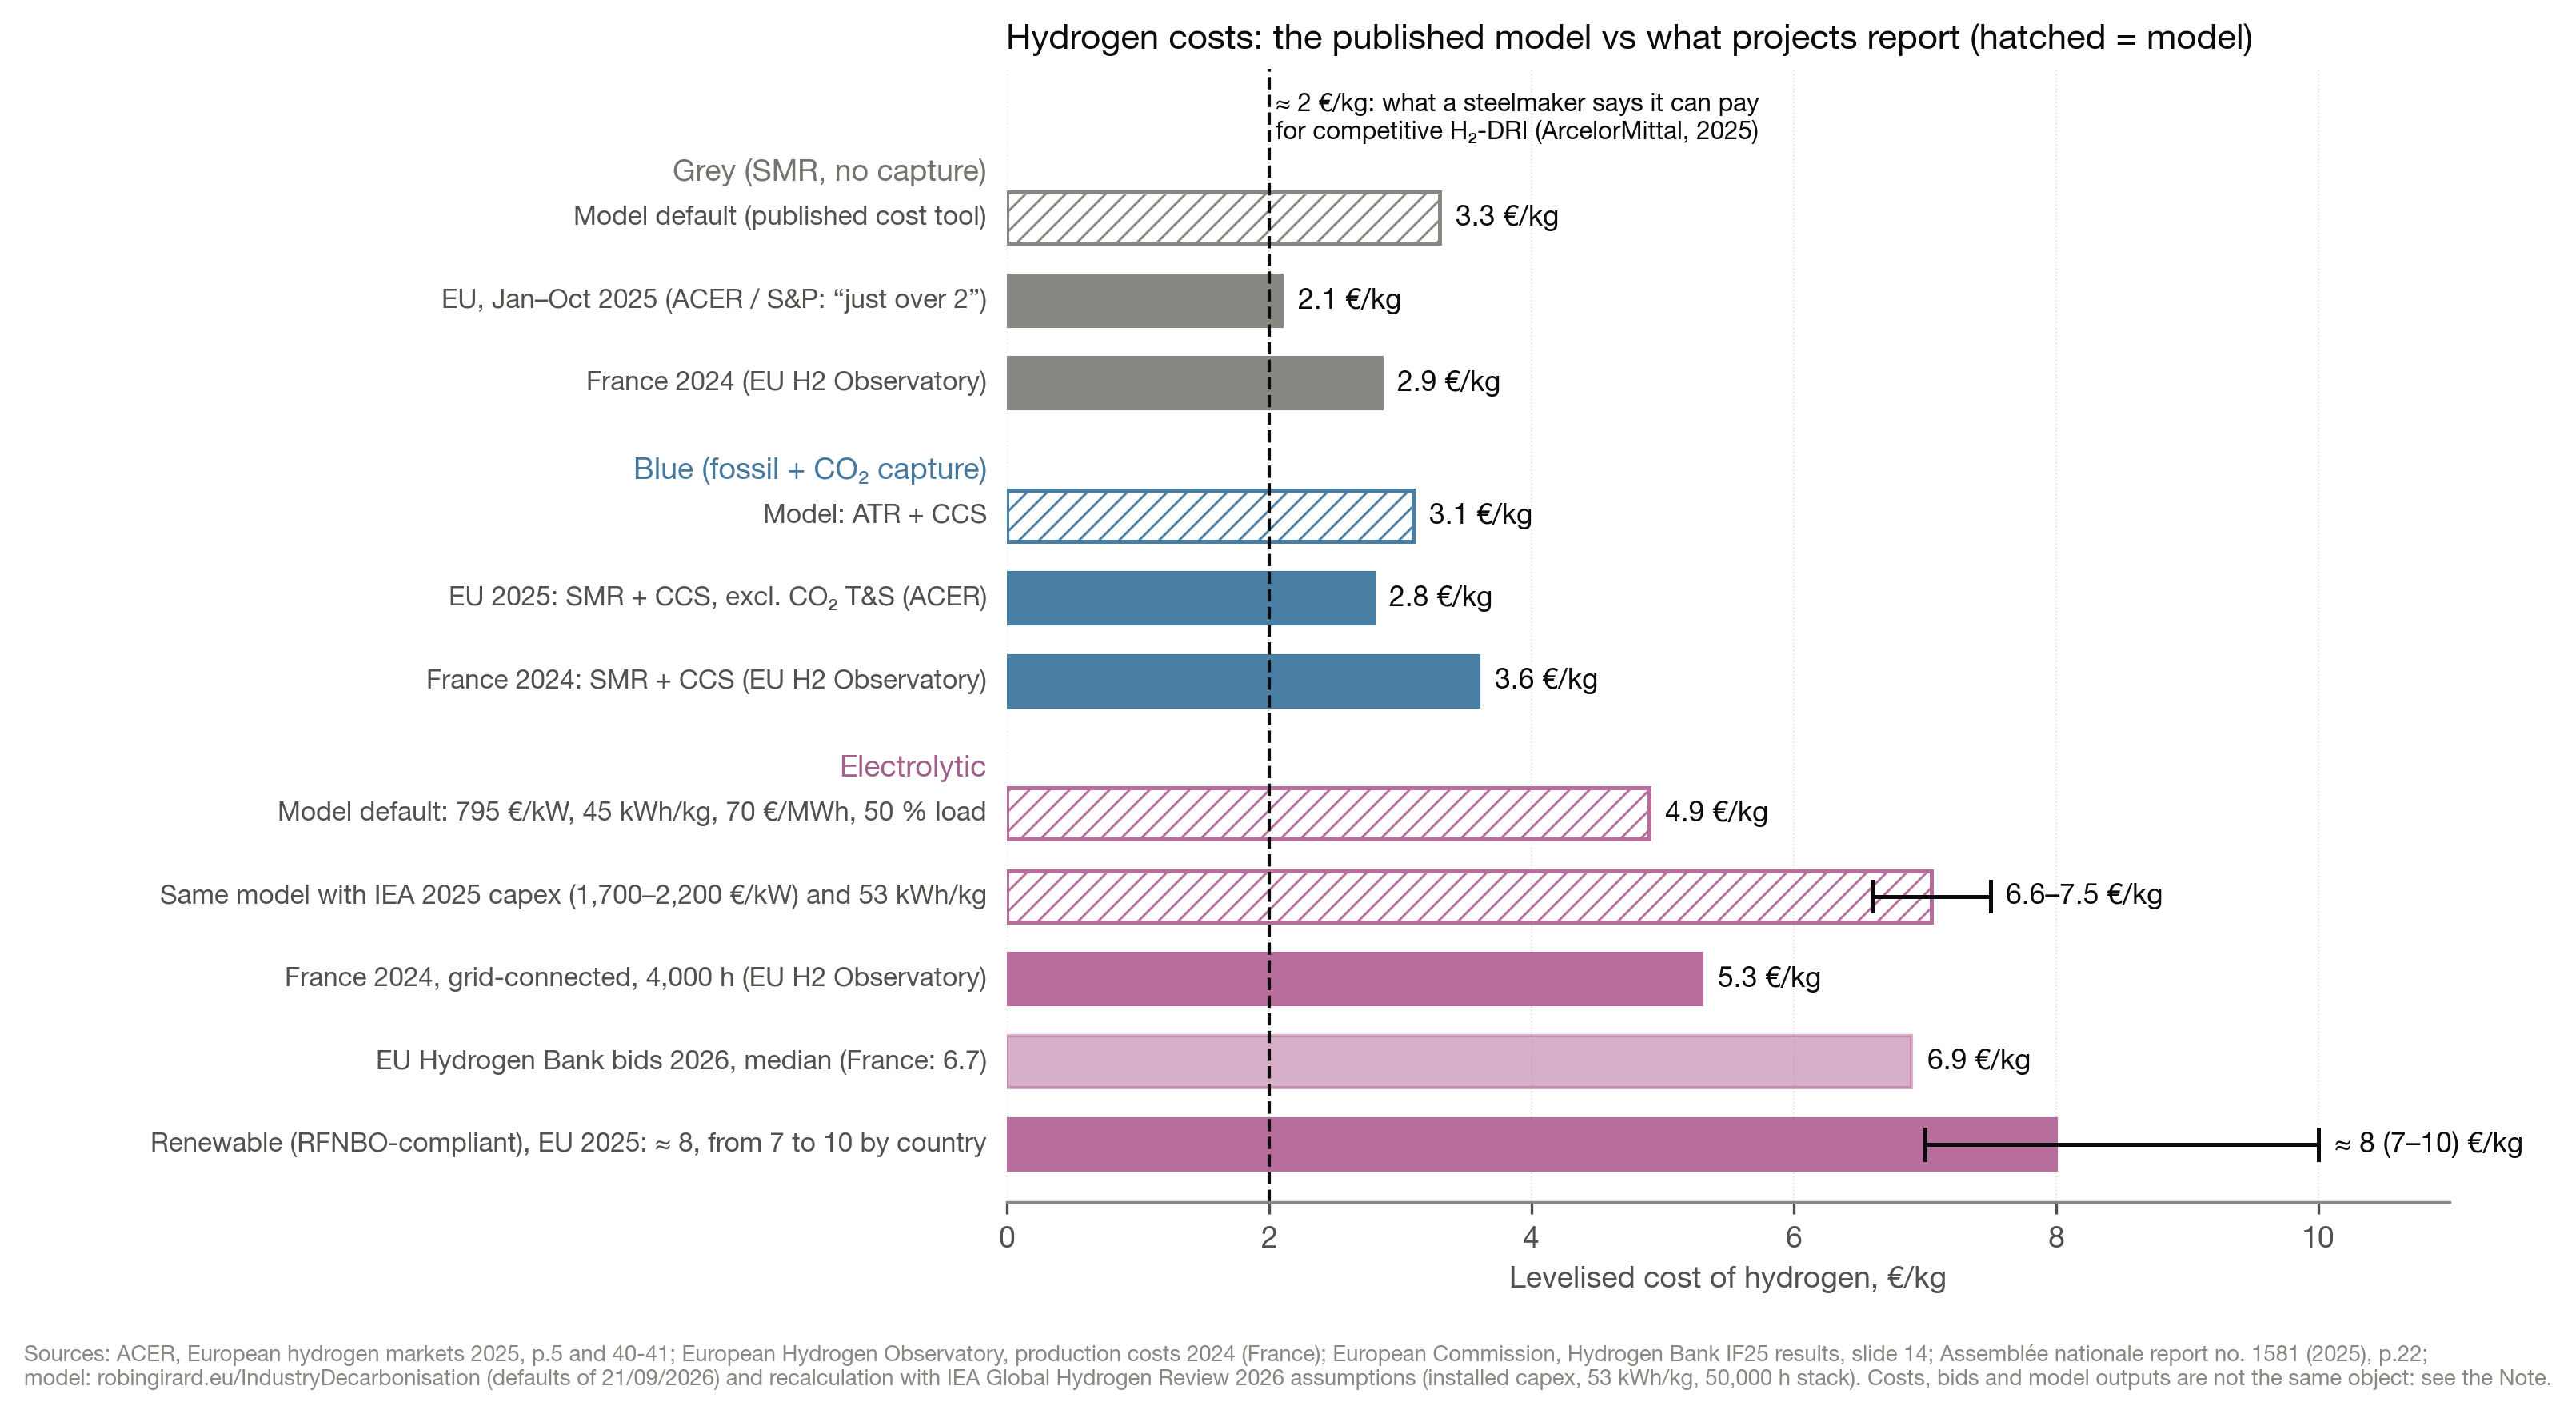 Hydrogen costs: the published model vs what projects report (hatched = model)
≈ 2 €/kg: what a steelmaker says it can pay
for competitive H₂-DRI (ArcelorMittal, 2025)
Grey (SMR, no capture)
Model default (published cost tool)
3.3 €/kg
EU, Jan–Oct 2025 (ACER / S&P: “just over 2”)
2.1 €/kg
France 2024 (EU H2 Observatory)
2.9 €/kg
Blue (fossil + CO₂ capture)
Model: ATR + CCS
3.1 €/kg
EU 2025: SMR + CCS, excl. CO₂ T&S (ACER)
2.8 €/kg
France 2024: SMR + CCS (EU H2 Observatory)
3.6 €/kg
Electrolytic
Model default: 795 €/kW, 45 kWh/kg, 70 €/MWh, 50 % load
4.9 €/kg
Same model with IEA 2025 capex (1,700–2,200 €/kW) and 53 kWh/kg
6.6–7.5 €/kg
France 2024, grid-connected, 4,000 h (EU H2 Observatory)
5.3 €/kg
EU Hydrogen Bank bids 2026, median (France: 6.7)
6.9 €/kg
Renewable (RFNBO-compliant), EU 2025: ≈ 8, from 7 to 10 by country
≈ 8 (7–10) €/kg
0 2 4 6 8 10
Levelised cost of hydrogen, €/kg
Sources: ACER, European hydrogen markets 2025, p.5 and 40-41; European Hydrogen Observatory, production costs 2024 (France); European Commission, Hydrogen Bank IF25 results, slide 14; Assemblée nationale report no. 1581 (2025), p.22;
model: robingirard.eu/IndustryDecarbonisation (defaults of 21/09/2026) and recalculation with IEA Global Hydrogen Review 2026 assumptions (installed capex, 53 kWh/kg, 50,000 h stack). Costs, bids and model outputs are not the same object: see the Note.